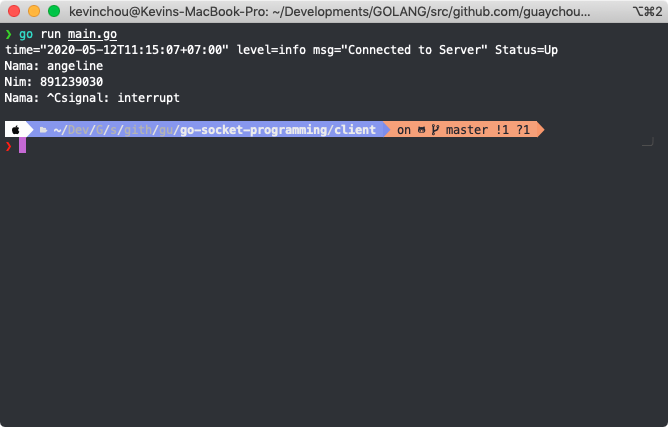 kevinchou@Kevins-MacBook-Pro: ~/Developments/GOLANG/src/github.com/guaychou... ⌥⌘2
❯ go run main.go
time="2020-05-12T11:15:07+07:00" level=info msg="Connected to Server" Status=Up
Nama: angeline
Nim: 891239030
Nama: ^Csignal: interrupt
~/Dev/G/s/gith/gu/go-socket-programming/client on master !1 ?1
❯